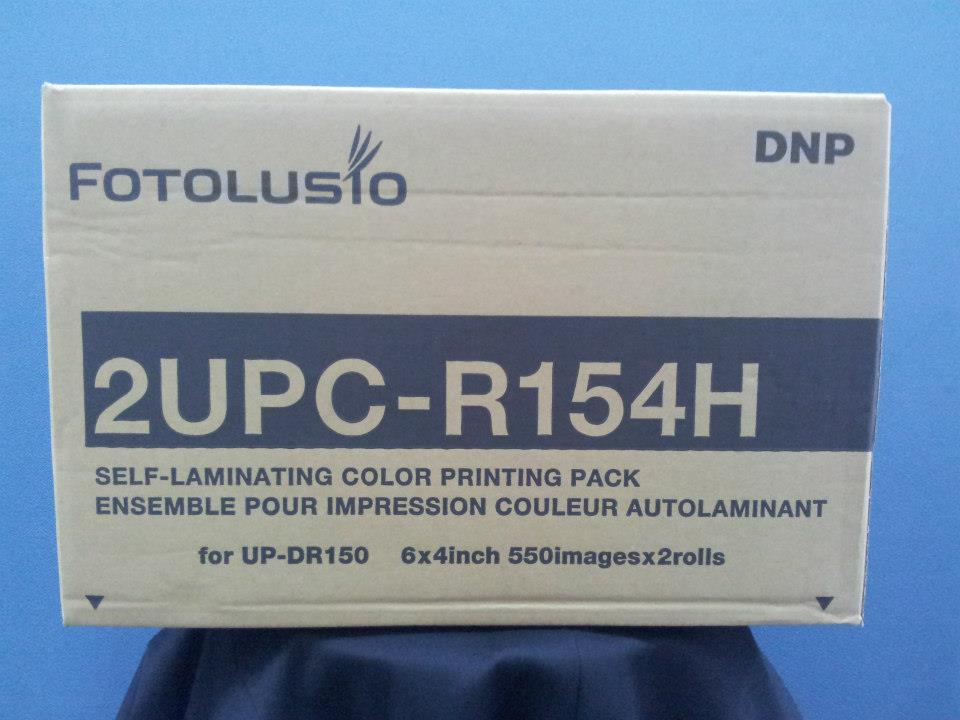 FOTOLUSIO
DNP
2UPC-R154H
SELF-LAMINATING COLOR PRINTING PACK
ENSEMBLE POUR IMPRESSION COULEUR AUTOLAMINANT
for UP-DR150 6x4inch 550imagesx2rolls